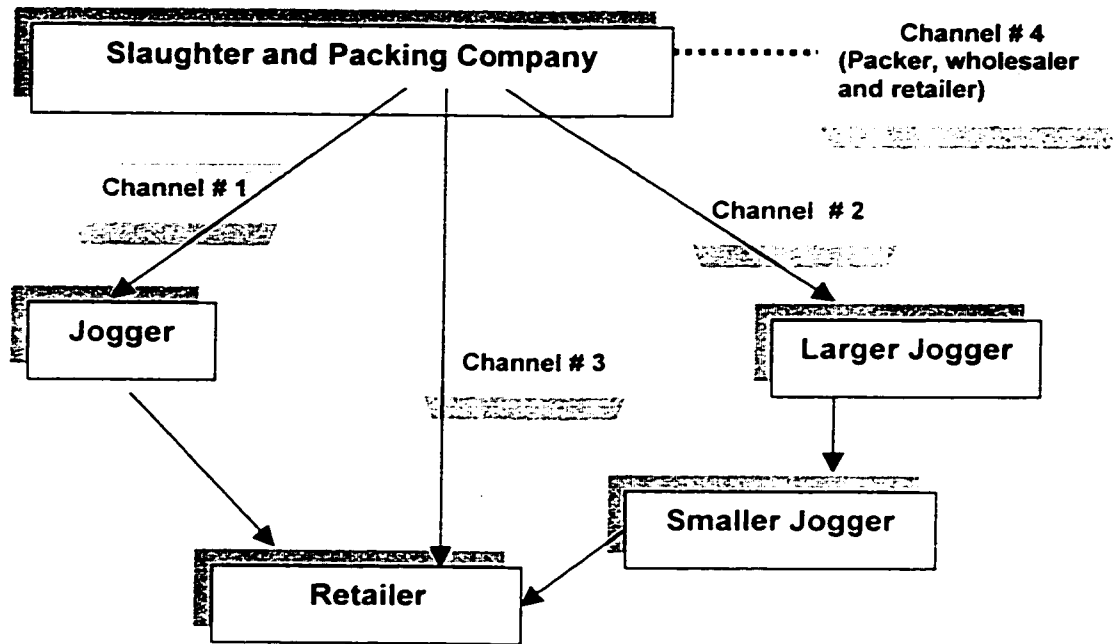 Slaughter and Packing Company
Channel # 4
(Packer, wholesaler
and retailer)
Channel # 1
Channel # 2
Jogger
Channel # 3
Larger Jogger
Smaller Jogger
Retailer